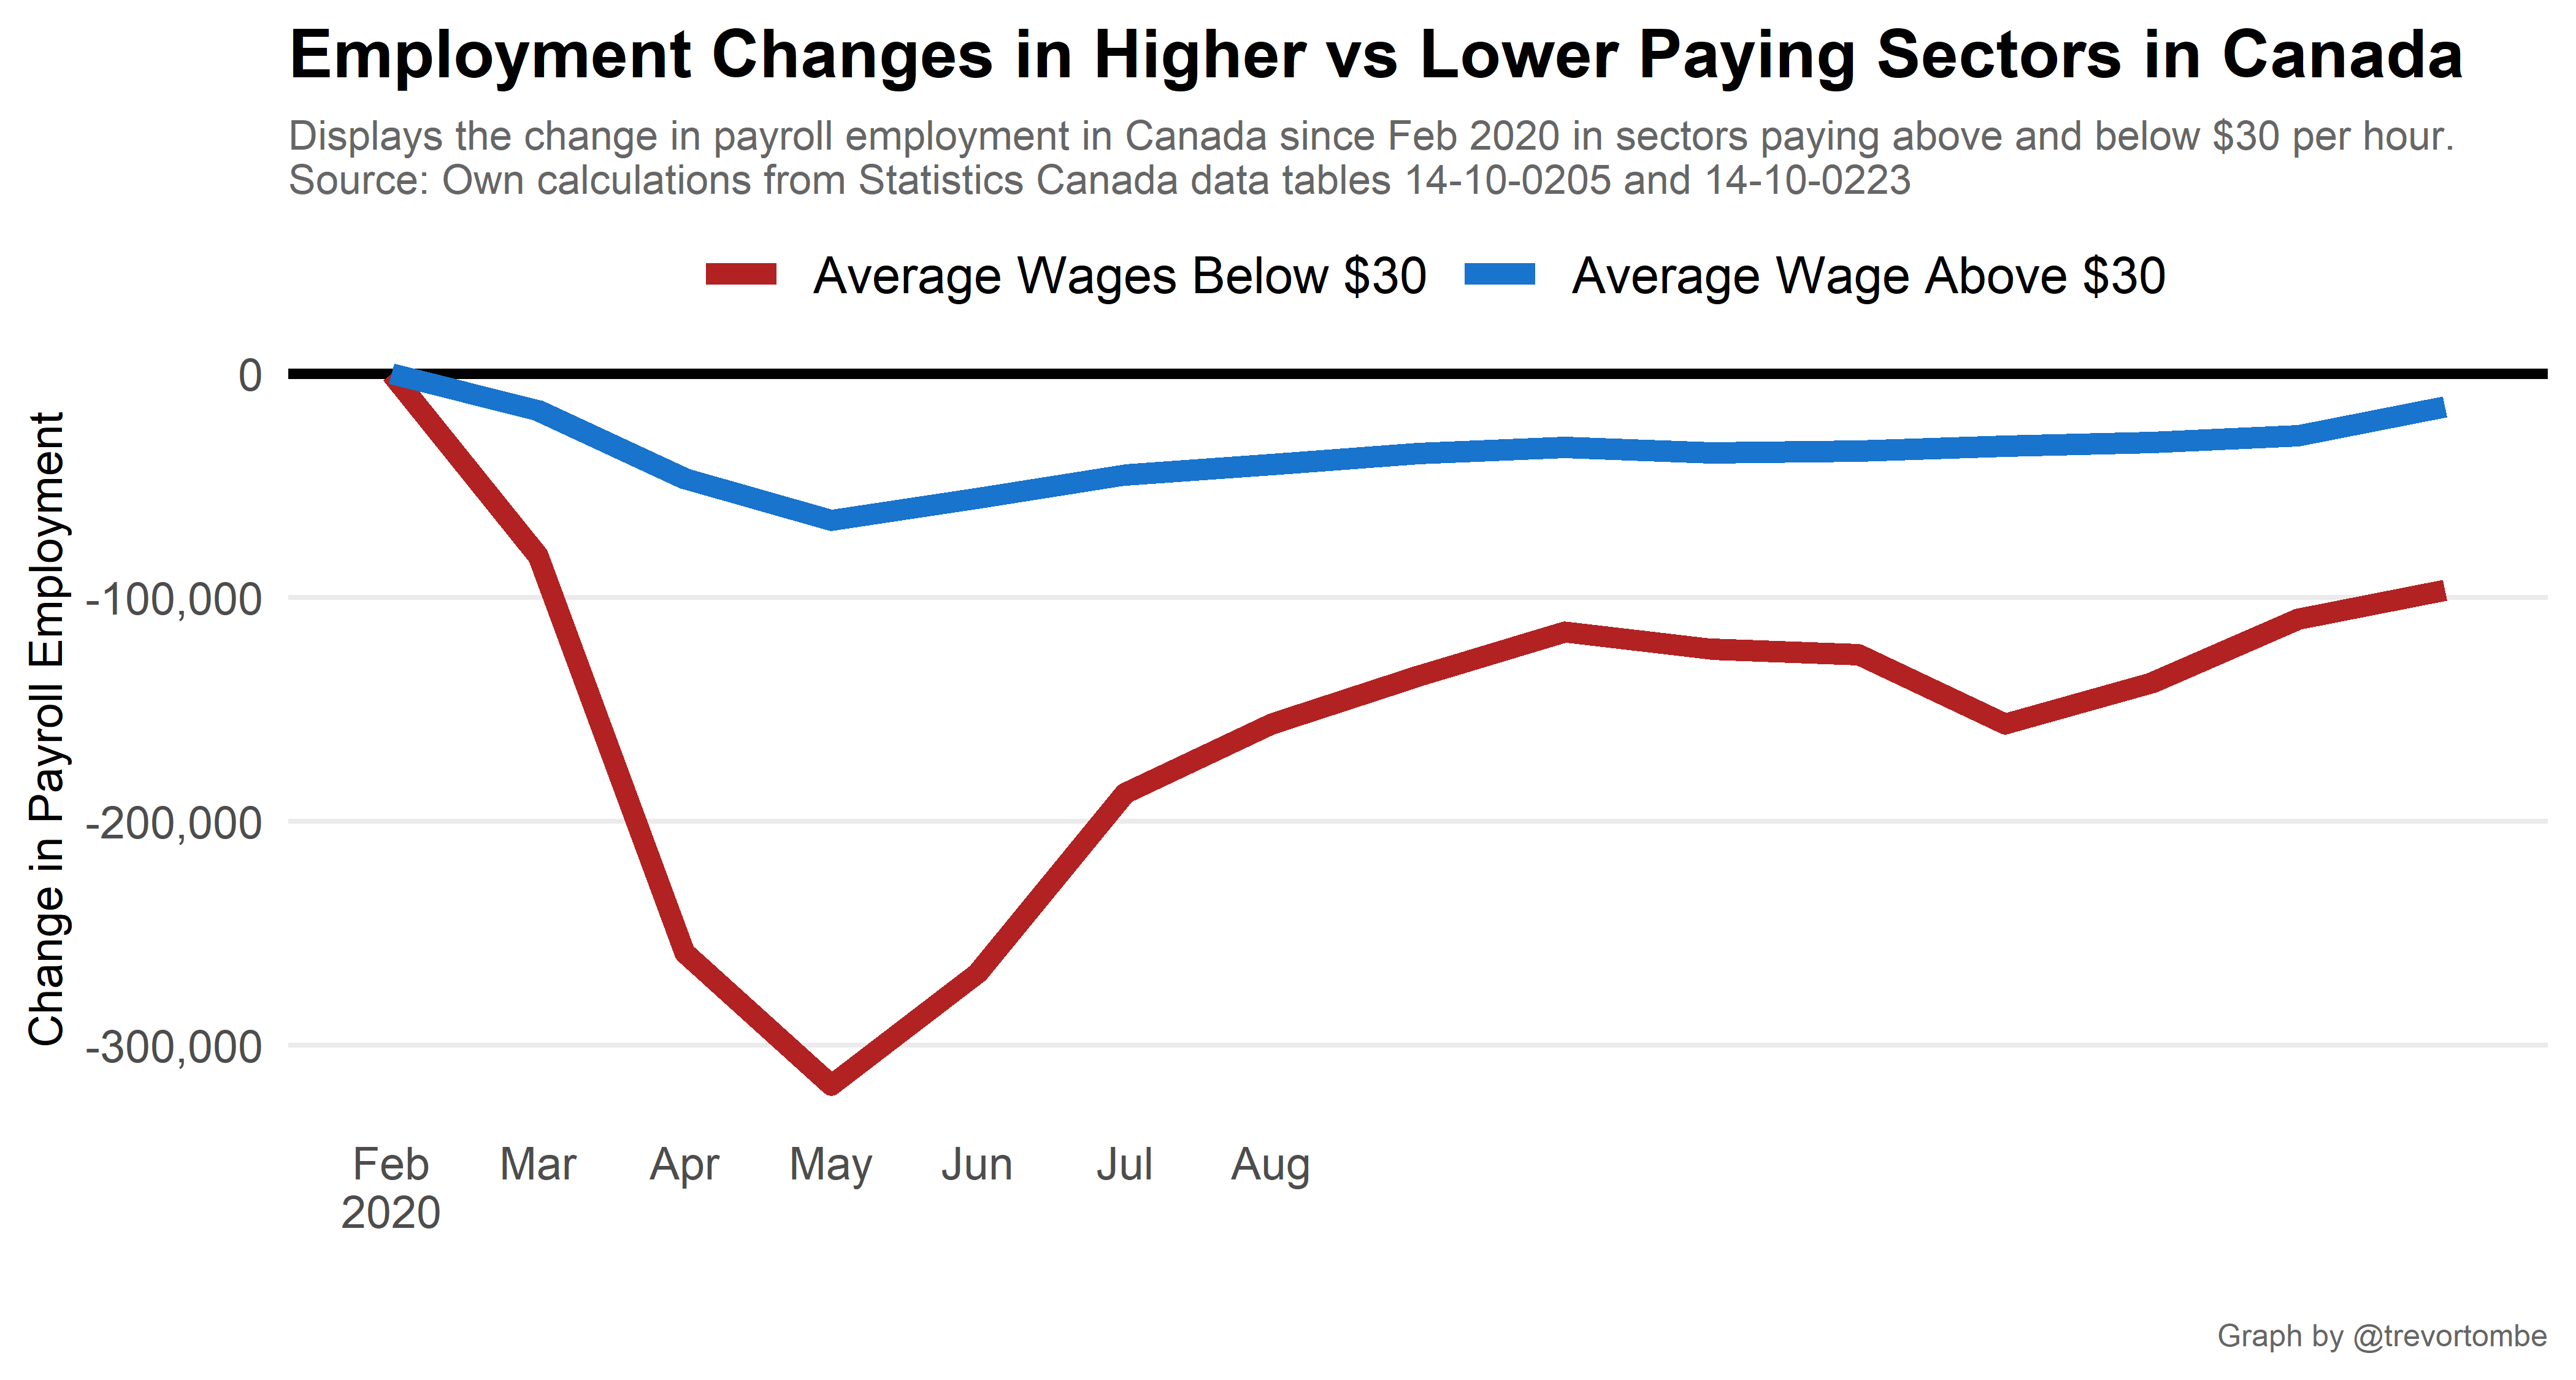 Employment Changes in Higher vs Lower Paying Sectors in Canada
Displays the change in payroll employment in Canada since Feb 2020 in sectors paying above and below $30 per hour.
Source: Own calculations from Statistics Canada data tables 14-10-0205 and 14-10-0223
Average Wages Below $30
Average Wage Above $30
Change in Payroll Employment
0
-100,000
-200,000
-300,000
Feb
2020
Mar
Apr
May
Jun
Jul
Aug
Graph by @trevortombe